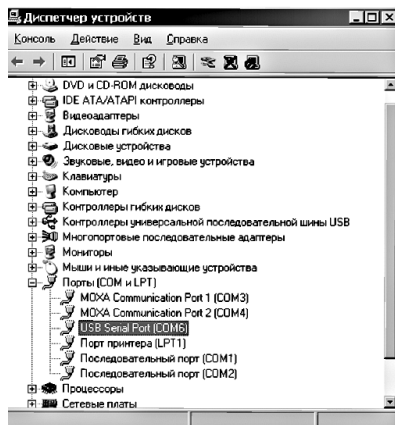 Диспетчер устройств
Консоль Действие Вид Справка
DVD и CD-ROM дисководы
IDE ATA/ATAPI контроллеры
Видеоадаптеры
Дисководы гибких дисков
Дисковые устройства
Звуковые, видео и игровые устройства
Клавиатуры
Компьютер
Контроллеры гибких дисков
Контроллеры универсальной последовательной шины USB
Многопортовые последовательные адаптеры
Мониторы
Мыши и иные указывающие устройства
Порты (COM и LPT)
MOXA Communication Port 1 (COM3)
MOXA Communication Port 2 (COM4)
USB Serial Port (COM6)
Порт принтера (LPT1)
Последовательный порт (COM1)
Последовательный порт (COM2)
Процессоры
Сетевые платы